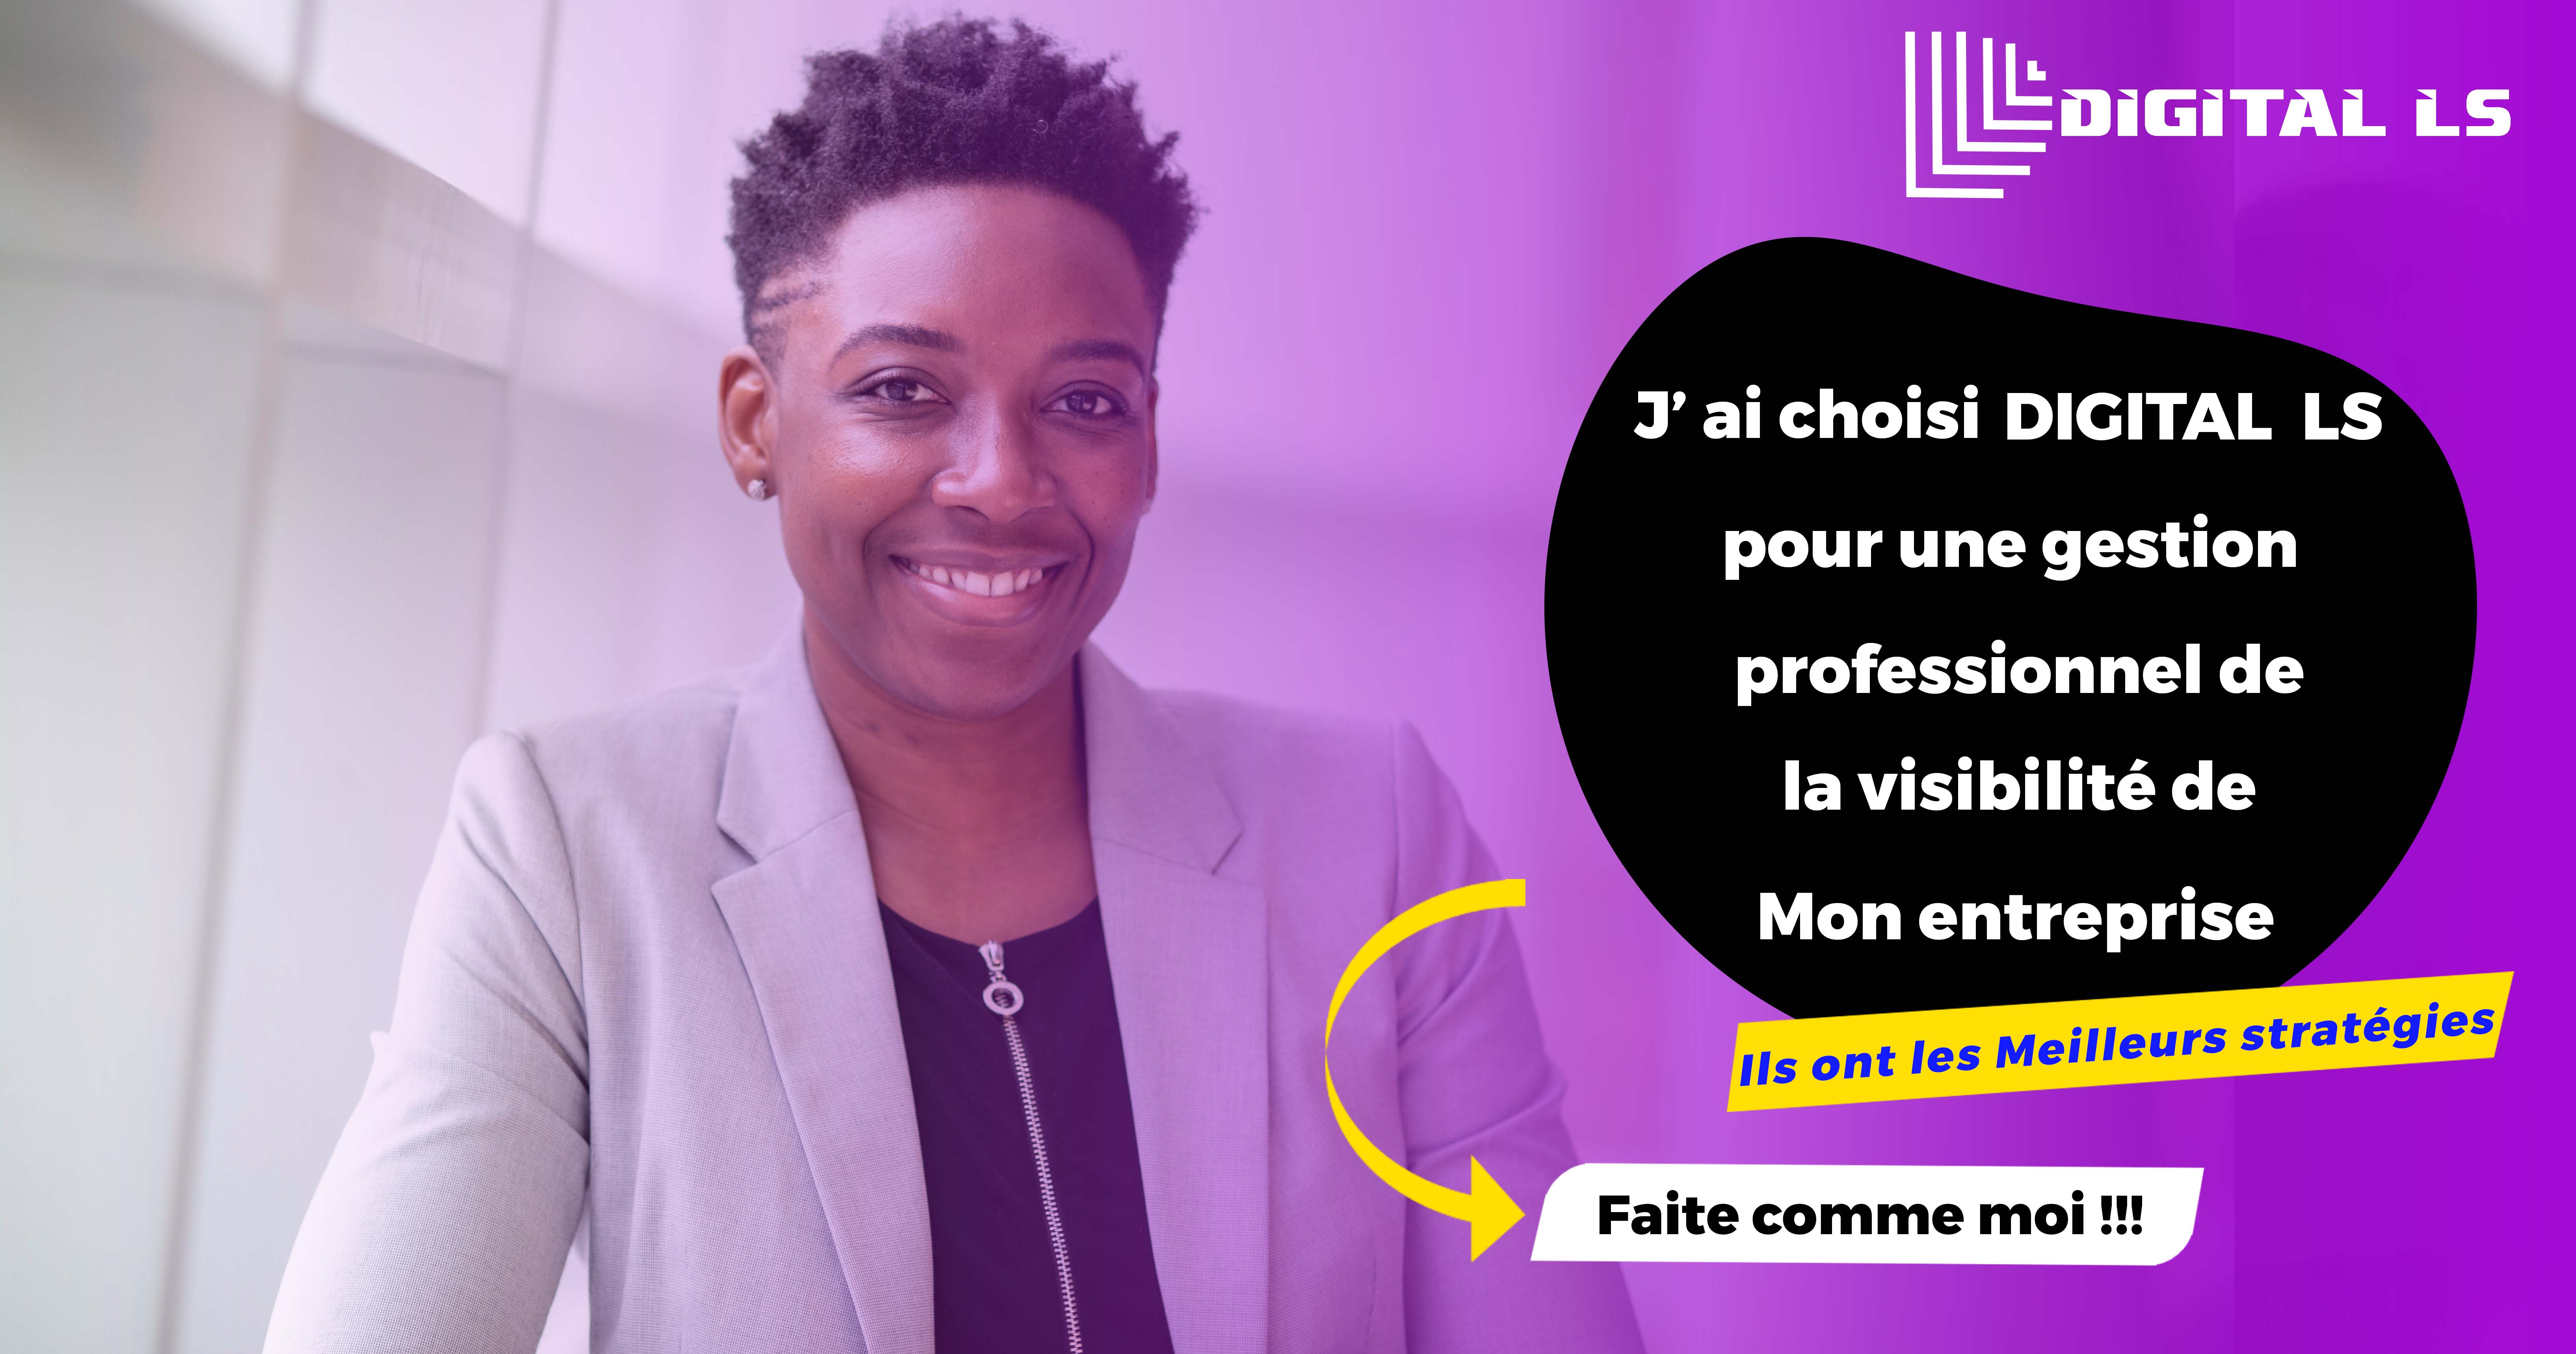 DIGITAL LS
J’ ai choisi DIGITAL LS
pour une gestion
professionnel de
la visibilité de
Mon entreprise
Ils ont les Meilleurs stratégies
Faite comme moi !!!